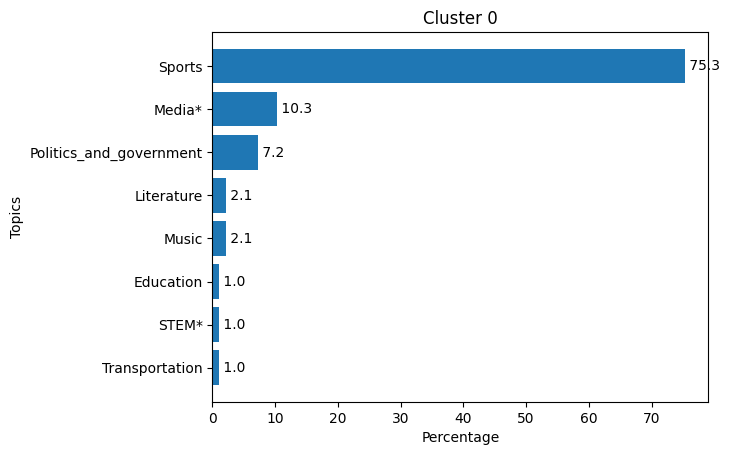 Cluster 0
Topics
Sports 75.3
Media* 10.3
Politics_and_government 7.2
Literature 2.1
Music 2.1
Education 1.0
STEM* 1.0
Transportation 1.0
0 10 20 30 40 50 60 70
Percentage